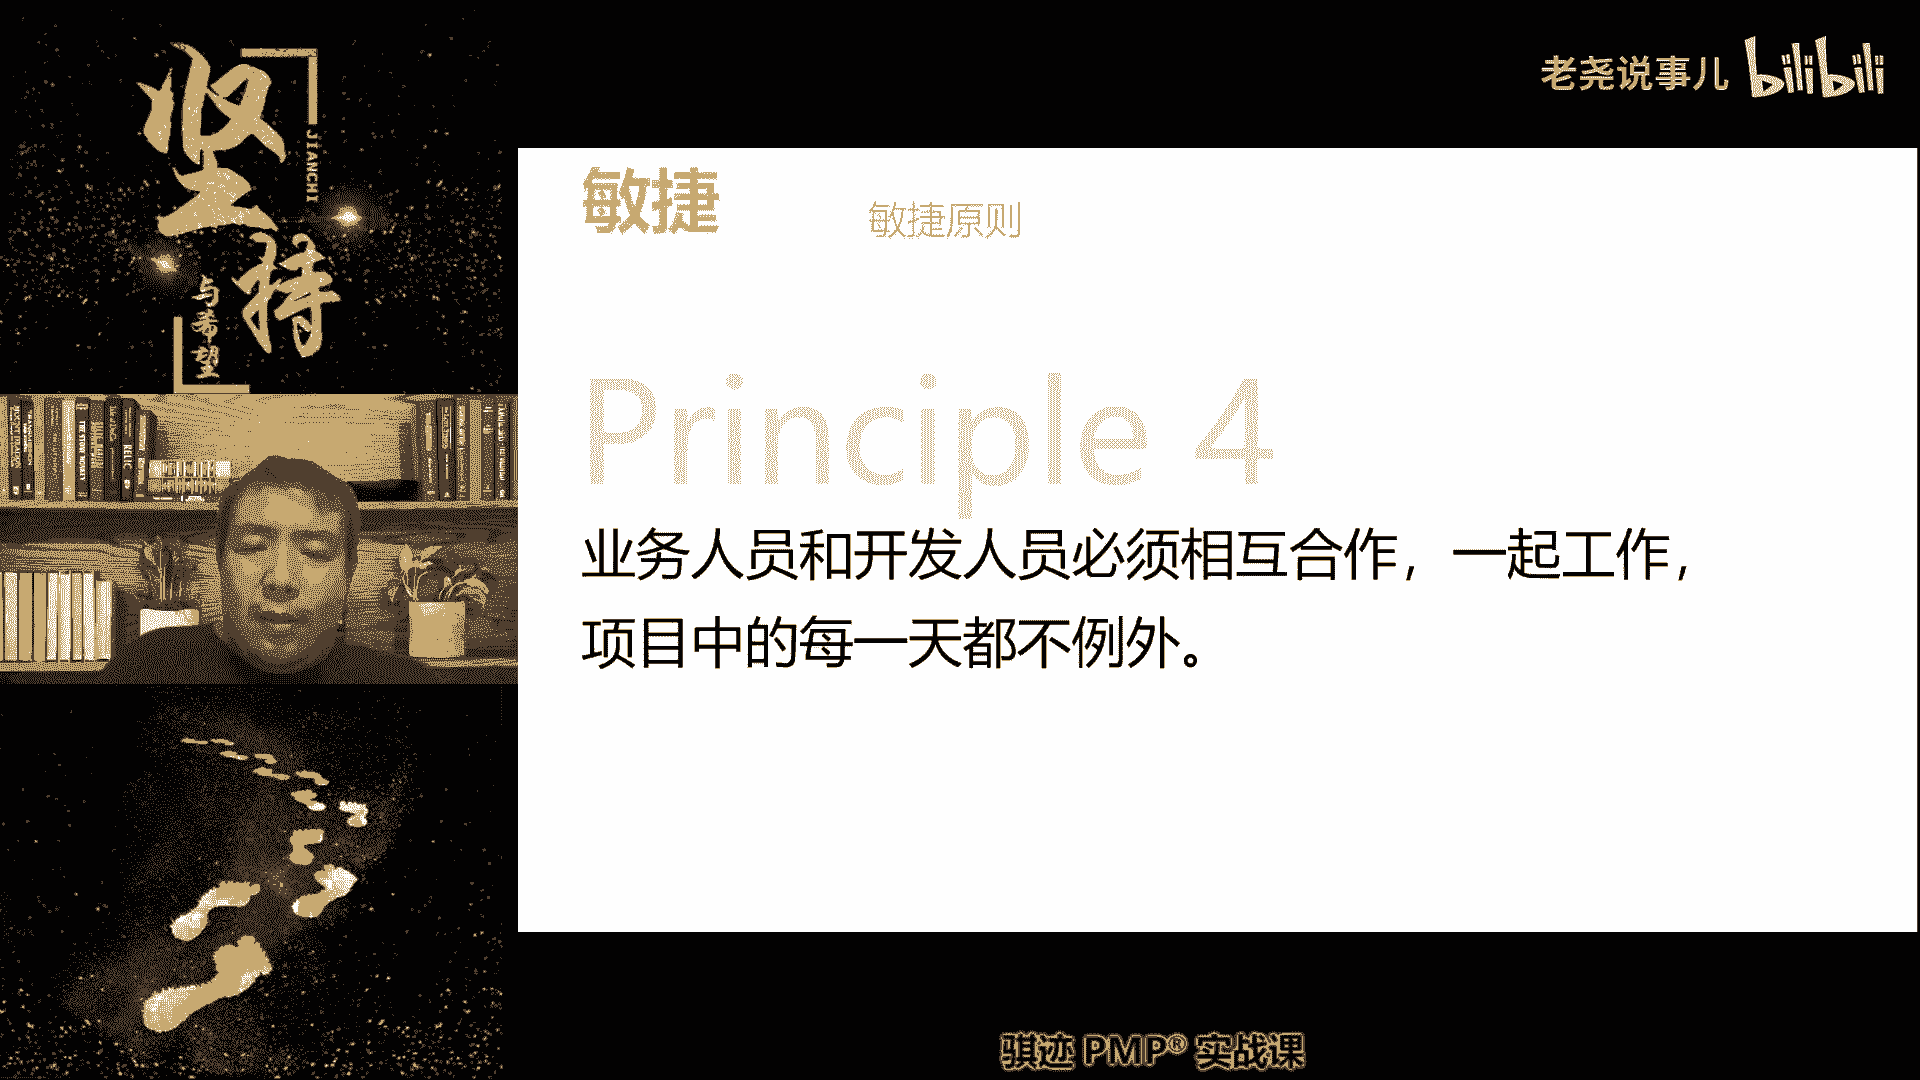 坚持
JIANCHI
与希望
老尧说事儿 bilibili
敏捷
敏捷原则
Principle 4
业务人员和开发人员必须相互合作，一起工作，
项目中的每一天都不例外。
骐迹 PMP® 实战课